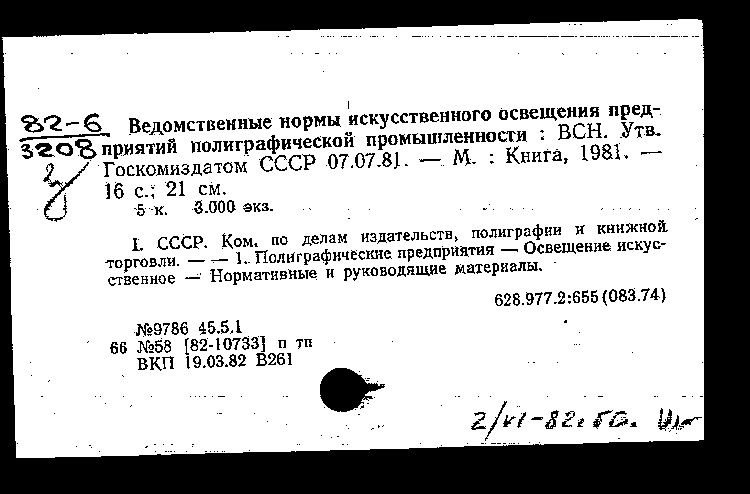 82-6 Ведомственные нормы искусственного освещения пред-
3208 приятий полиграфической промышленности : ВСН. Утв.
Госкомиздатом СССР 07.07.81. — М. : Книга, 1981. —
16 с.; 21 см.
5 к. 3.000 экз.
I. СССР. Ком. по делам издательств, полиграфии и книжной
торговли. — — 1. Полиграфические предприятия — Освещение искус-
ственное — Нормативные и руководящие материалы.
628.977.2:655(083.74)
№9786 45.5.1
66 №58 [82-10733] п тп
ВКП 19.03.82 В261
2/VI-82.